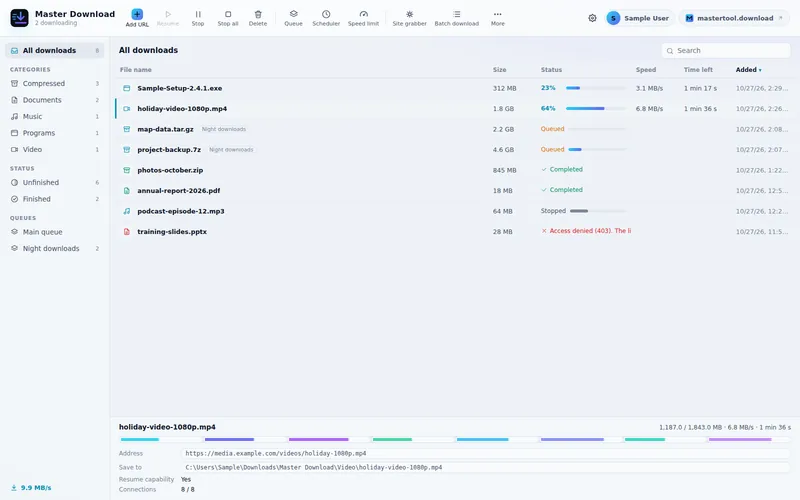 Master Download
2 downloading
Add URL
Resume
Stop
Stop all
Delete
Queue
Scheduler
Speed limit
Site grabber
Batch download
More
S Sample User
M mastertool.download
All downloads 8
CATEGORIES
Compressed 3
Documents 2
Music 1
Programs 1
Video 1
STATUS
Unfinished 6
Finished 2
QUEUES
Main queue
Night downloads 2
9.9 MB/s
All downloads
Search
File name Size Status Speed Time left Added
Sample-Setup-2.4.1.exe 312 MB 23% 3.1 MB/s 1 min 17 s 10/27/26, 2:29...
holiday-video-1080p.mp4 1.8 GB 64% 6.8 MB/s 1 min 36 s 10/27/26, 2:26...
map-data.tar.gz Night downloads 2.2 GB Queued 10/27/26, 2:08...
project-backup.7z Night downloads 4.6 GB Queued 10/27/26, 2:07...
photos-october.zip 845 MB Completed 10/27/26, 1:22...
annual-report-2026.pdf 18 MB Completed 10/27/26, 12:5...
podcast-episode-12.mp3 64 MB Stopped 10/27/26, 12:2...
training-slides.pptx 28 MB Access denied (403). The li 10/27/26, 11:5...
holiday-video-1080p.mp4 1,187.0 / 1,843.0 MB · 6.8 MB/s · 1 min 36 s
Address https://media.example.com/videos/holiday-1080p.mp4
Save to C:\Users\Sample\Downloads\Master Download\Video\holiday-video-1080p.mp4
Resume capability Yes
Connections 8 / 8